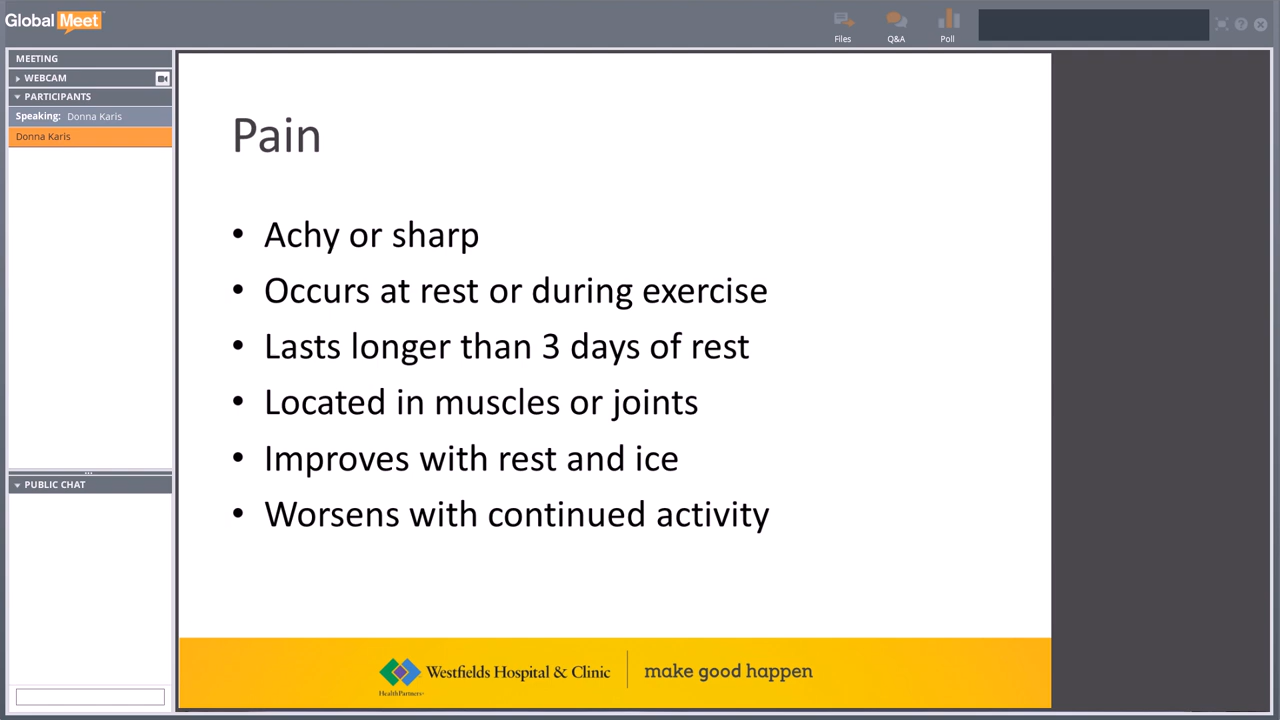 Global Meet
Files
Q&A
Poll
MEETING
WEBCAM
PARTICIPANTS
Speaking: Donna Karis
Donna Karis
PUBLIC CHAT
Pain
• Achy or sharp
• Occurs at rest or during exercise
• Lasts longer than 3 days of rest
• Located in muscles or joints
• Improves with rest and ice
• Worsens with continued activity
HealthPartners
Westfields Hospital & Clinic
make good happen